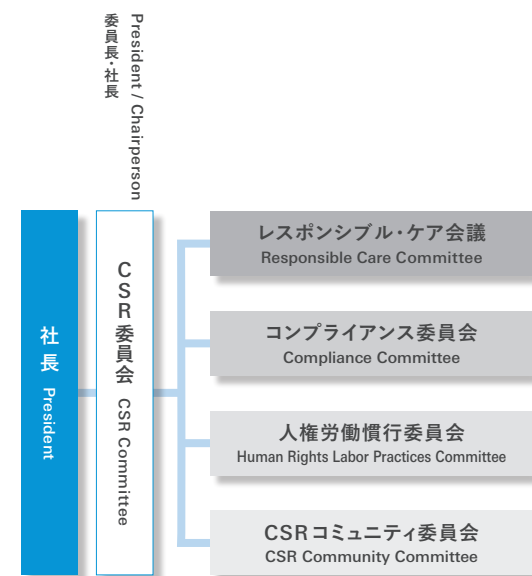 委員長・社長
President / Chairperson
社長 President
CSR委員会 CSR Committee
レスポンシブル・ケア会議
Responsible Care Committee
コンプライアンス委員会
Compliance Committee
人権労働慣行委員会
Human Rights Labor Practices Committee
CSRコミュニティ委員会
CSR Community Committee